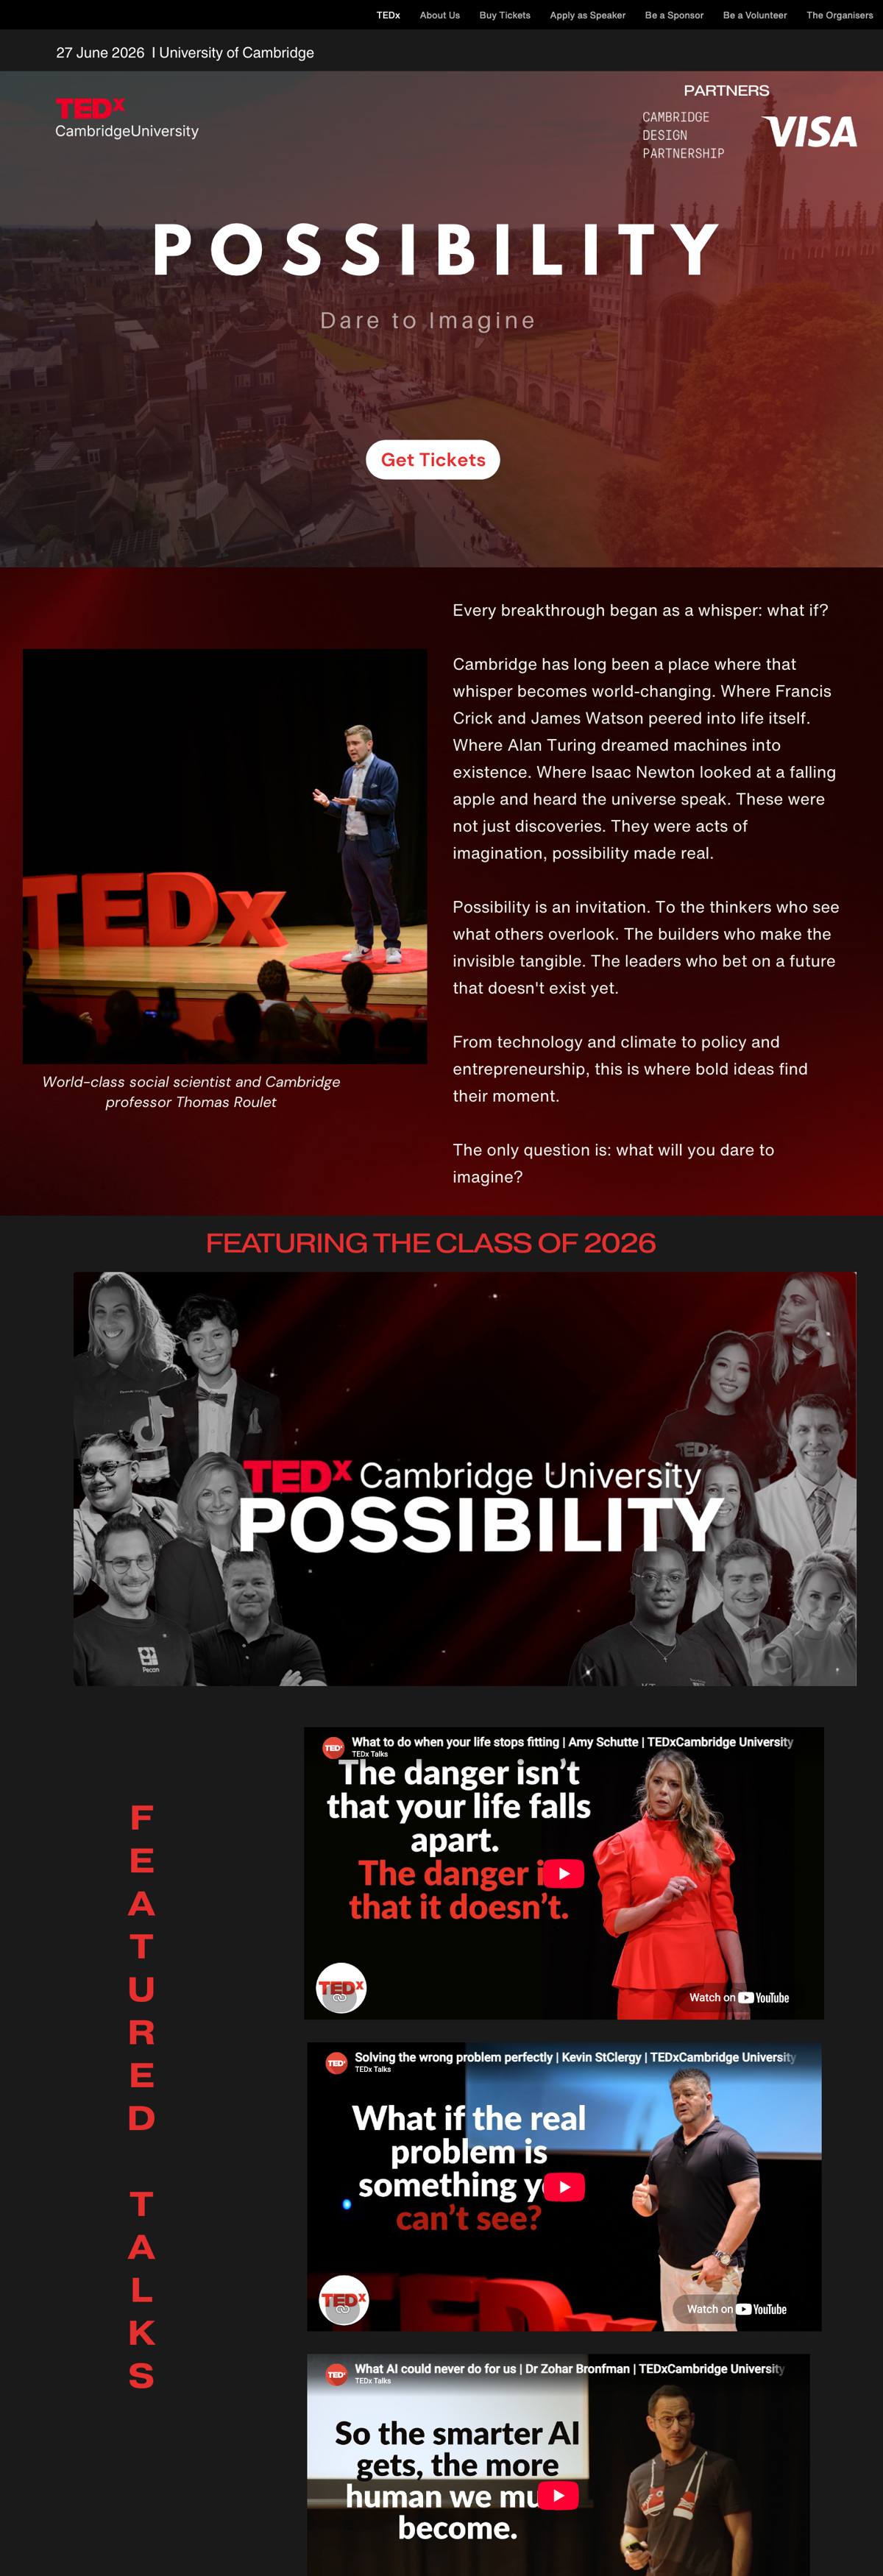 TEDx About Us Buy Tickets Apply as Speaker Be a Sponsor Be a Volunteer The Organisers
27 June 2026 I University of Cambridge
TEDx
CambridgeUniversity
PARTNERS
CAMBRIDGE
DESIGN
PARTNERSHIP
VISA
POSSIBILITY
Dare to Imagine
Get Tickets
Every breakthrough began as a whisper: what if?
Cambridge has long been a place where that
whisper becomes world-changing. Where Francis
Crick and James Watson peered into life itself.
Where Alan Turing dreamed machines into
existence. Where Isaac Newton looked at a falling
apple and heard the universe speak. These were
not just discoveries. They were acts of
imagination, possibility made real.
Possibility is an invitation. To the thinkers who see
what others overlook. The builders who make the
invisible tangible. The leaders who bet on a future
that doesn't exist yet.
From technology and climate to policy and
entrepreneurship, this is where bold ideas find
their moment.
The only question is: what will you dare to
imagine?
TEDx
World-class social scientist and Cambridge
professor Thomas Roulet
FEATURING THE CLASS OF 2026
TEDx
TEDx Cambridge University
POSSIBILITY
Pecan
FEATURED TALKS
TEDx What to do when your life stops fitting | Amy Schutte | TEDxCambridge University
TEDx Talks
The danger isn't
that your life falls
apart.
The danger i
that it doesn't.
TEDx
Watch on YouTube
TEDx Solving the wrong problem perfectly | Kevin StClergy | TEDxCambridge University
TEDx Talks
What if the real
problem is
something y
can't see?
TEDx
Watch on YouTube
TEDx What AI could never do for us | Dr Zohar Bronfman | TEDxCambridge University
TEDx Talks
So the smarter AI
gets, the more
human we mu
become.